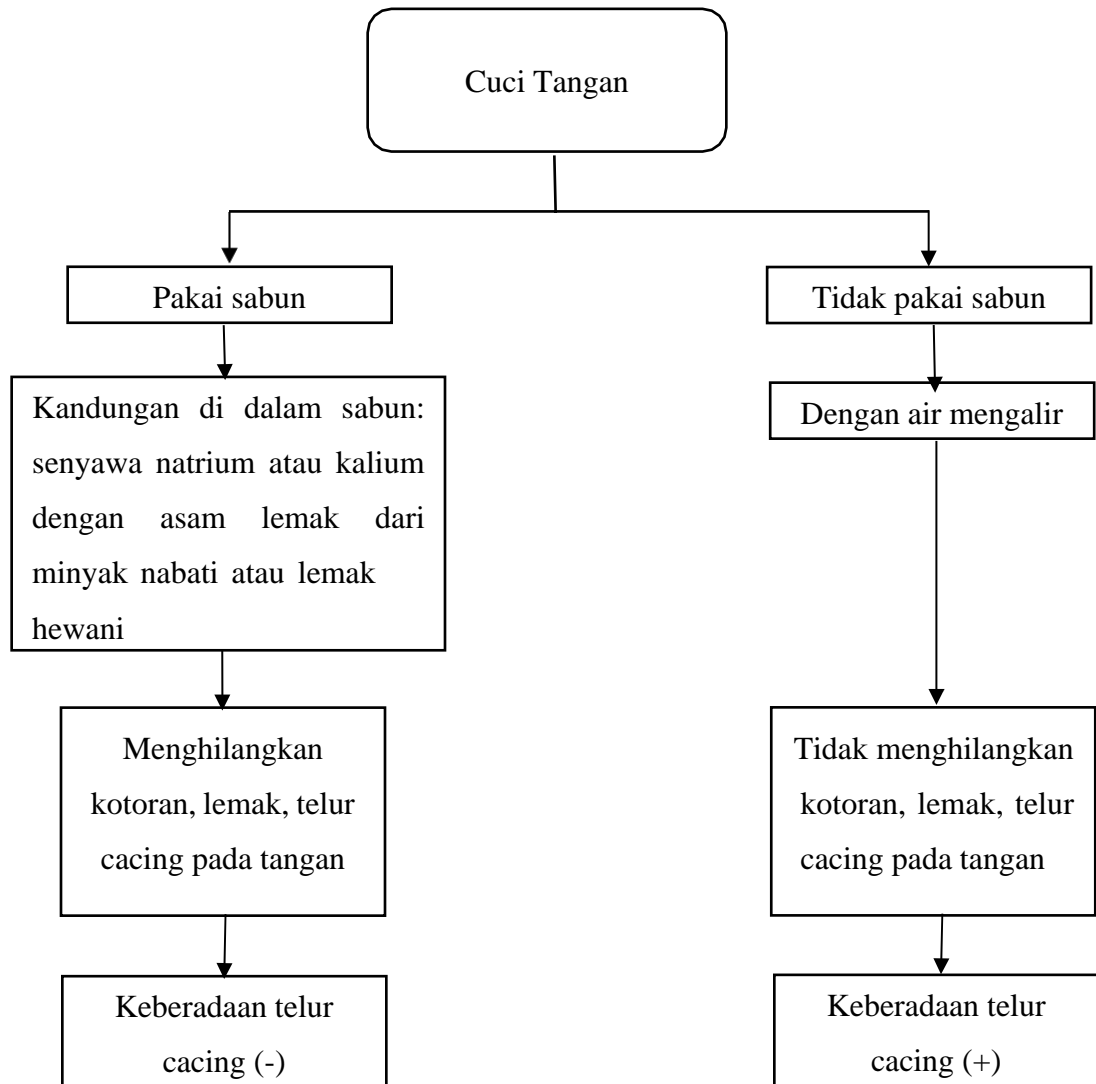 Cuci Tangan
Pakai sabun
Kandungan di dalam sabun:
senyawa natrium atau kalium
dengan asam lemak dari
minyak nabati atau lemak
hewani
Menghilangkan
kotoran, lemak, telur
cacing pada tangan
Keberadaan telur
cacing (-)
Tidak pakai sabun
Dengan air mengalir
Tidak menghilangkan
kotoran, lemak, telur
cacing pada tangan
Keberadaan telur
cacing (+)